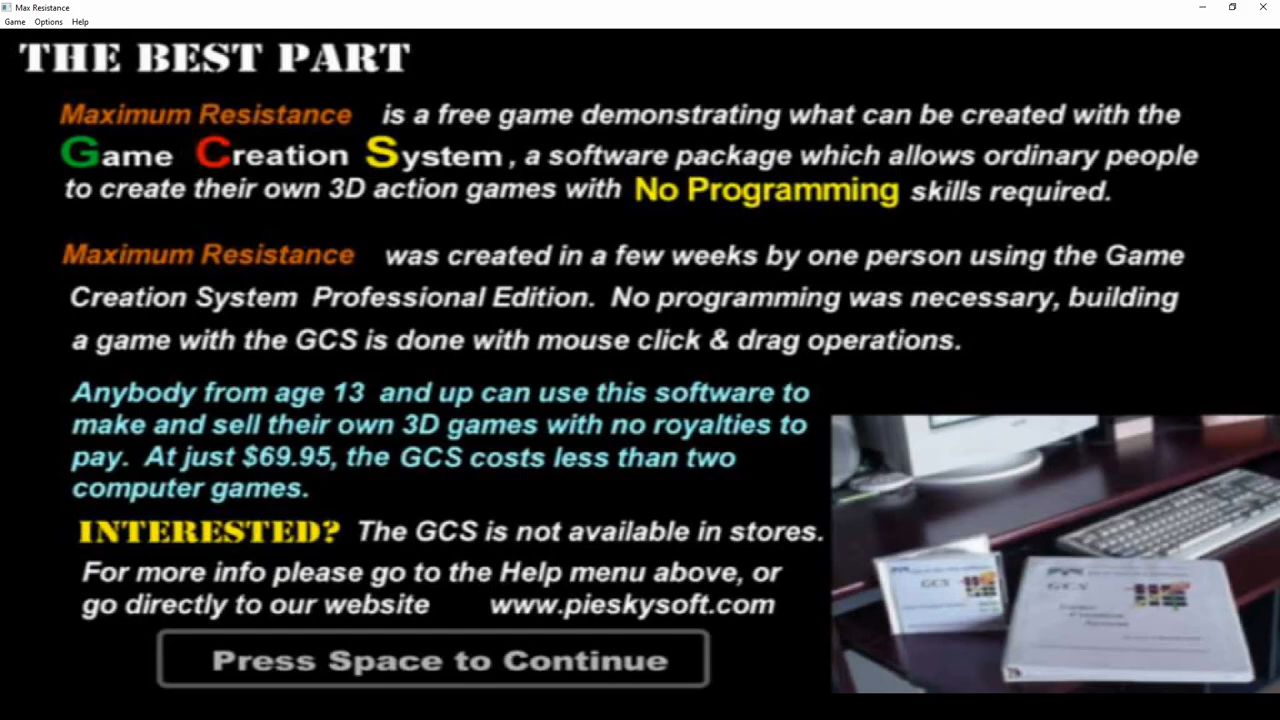 Max Resistance
Game Options Help
THE BEST PART
Maximum Resistance is a free game demonstrating what can be created with the
Game Creation System, a software package which allows ordinary people
to create their own 3D action games with No Programming skills required.
Maximum Resistance was created in a few weeks by one person using the Game
Creation System Professional Edition. No programming was necessary, building
a game with the GCS is done with mouse click & drag operations.
Anybody from age 13 and up can use this software to
make and sell their own 3D games with no royalties to
pay. At just $69.95, the GCS costs less than two
computer games.
INTERESTED? The GCS is not available in stores.
For more info please go to the Help menu above, or
go directly to our website www.pieskysoft.com
Press Space to Continue
GCS
GCS